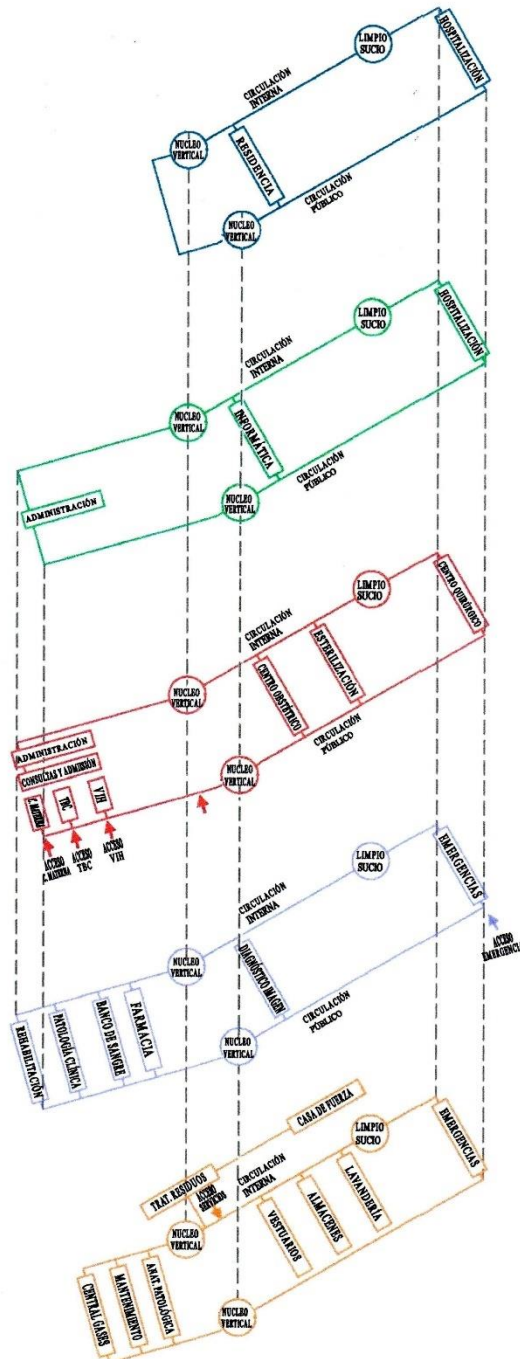 LIMPIO
SUCIO
HOSPITALIZACIÓN
CIRCULACIÓN
INTERNA
NUCLEO
VERTICAL
RESIDENCIA
CIRCULACIÓN
PÚBLICO
NUCLEO
VERTICAL
LIMPIO
SUCIO
HOSPITALIZACIÓN
CIRCULACIÓN
INTERNA
NUCLEO
VERTICAL
INFORMÁTICA
CIRCULACIÓN
PÚBLICO
ADMINISTRACIÓN
NUCLEO
VERTICAL
LIMPIO
SUCIO
CENTRO QUIRÚRGICO
CIRCULACIÓN
INTERNA
ESTERILIZACIÓN
NUCLEO
VERTICAL
CENTRO OBSTÉTRICO
CIRCULACIÓN
PÚBLICO
ADMINISTRACIÓN
CONSULTAS Y ADMISIÓN
NUCLEO
VERTICAL
E. MATERNA
TBC
VIH
ACCESO
E. MATERNA
ACCESO
TBC
ACCESO
VIH
LIMPIO
SUCIO
EMERGENCIAS
CIRCULACIÓN
INTERNA
ACCESO
EMERGENCIA
NUCLEO
VERTICAL
DIAGNÓSTICO IMAGEN
CIRCULACIÓN
PÚBLICO
REHABILITACIÓN
PATOLOGÍA CLÍNICA
BANCO DE SANGRE
FARMACIA
NUCLEO
VERTICAL
CASA DE FUERZA
LIMPIO
SUCIO
EMERGENCIAS
TRAT. RESIDUOS
ACCESO
SERVICIOS
CIRCULACIÓN
INTERNA
NUCLEO
VERTICAL
VESTUARIOS
ALMACENES
LAVANDERÍA
CENTRAL GASES
MANTENIMIENTO
ANAT. PATOLÓGICA
NUCLEO
VERTICAL